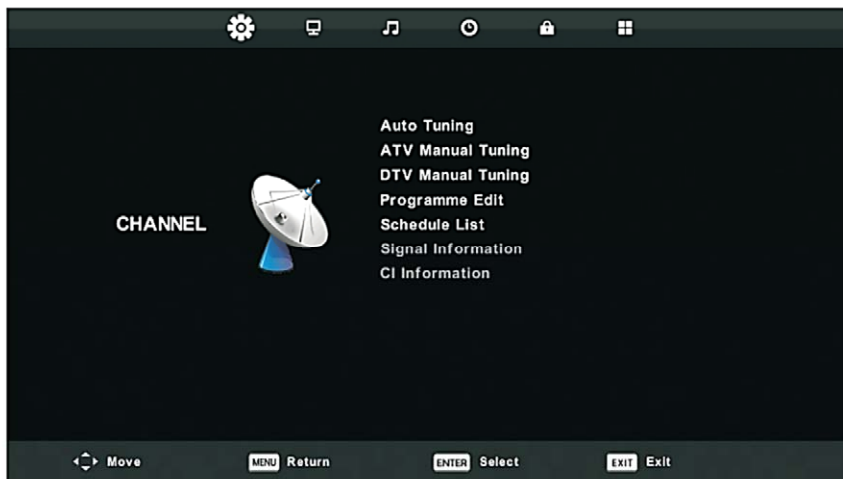 CHANNEL
Auto Tuning
ATV Manual Tuning
DTV Manual Tuning
Programme Edit
Schedule List
Signal Information
CI Information
Move MENU Return ENTER Select EXIT Exit